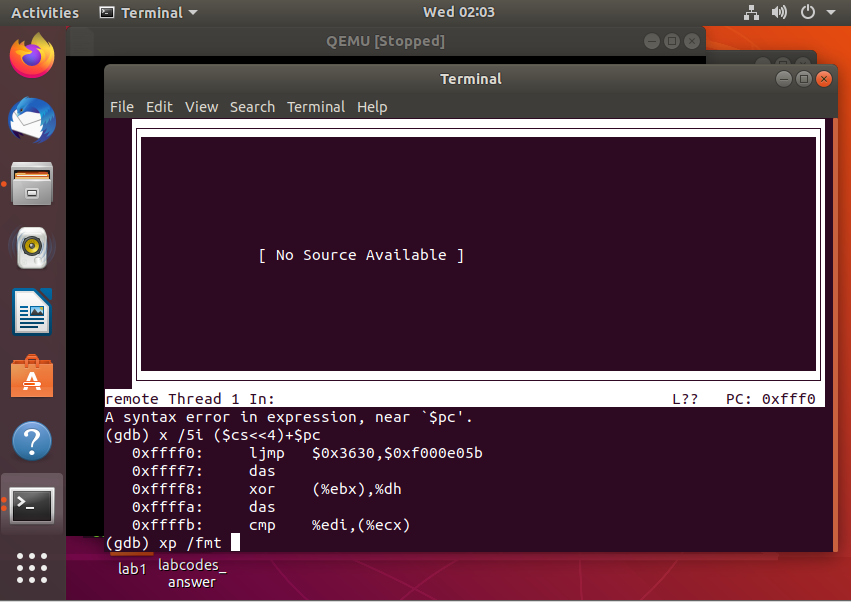 Activities Terminal Wed 02:03
QEMU [Stopped]
Terminal
File Edit View Search Terminal Help
[ No Source Available ]
remote Thread 1 In: L?? PC: 0xfff0
A syntax error in expression, near `$pc'.
(gdb) x /5i ($cs<<4)+$pc
0xffff0: ljmp $0x3630,$0xf000e05b
0xffff7: das
0xffff8: xor (%ebx),%dh
0xffffa: das
0xffffb: cmp %edi,(%ecx)
(gdb) xp /fmt
lab1 labcodes_
answer